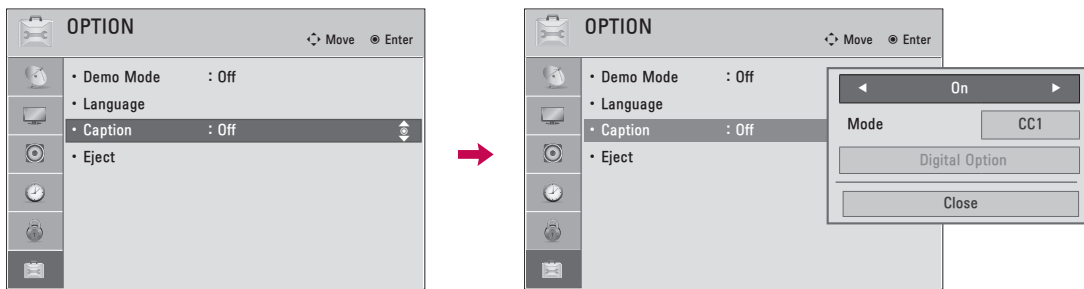 OPTION
Move Enter
• Demo Mode : Off
• Language
• Caption : Off
• Eject
OPTION
Move Enter
• Demo Mode : Off
• Language
• Caption : Off
• Eject
◄ On ►
Mode CC1
Digital Option
Close